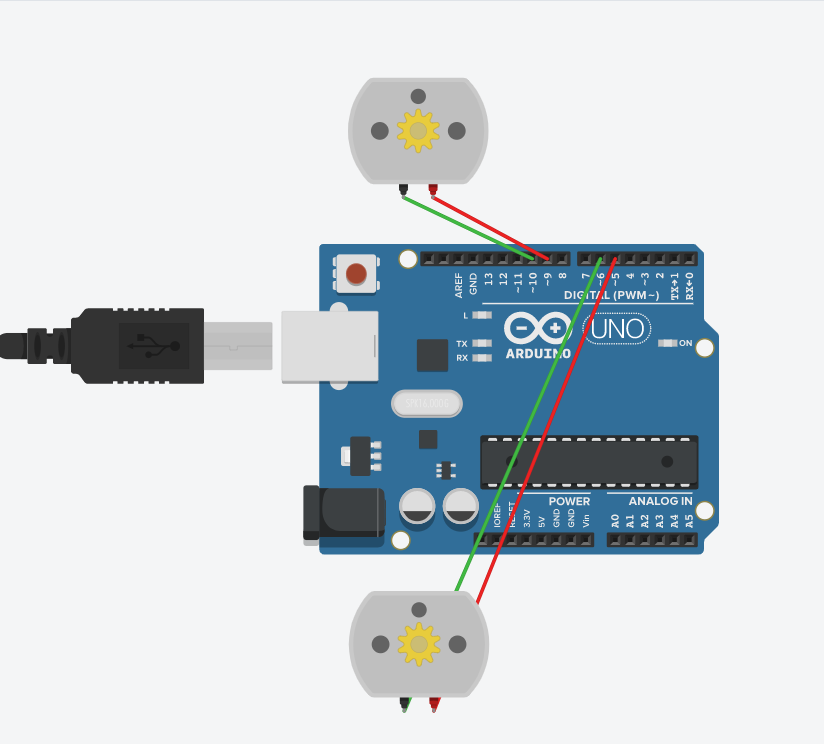 AREF
GND
13
12
~11
~10
~9
8
7
~6
~5
4
~3
2
TX→1
RX←0
DIGITAL (PWM~)
L
TX
RX
ARDUINO
UNO
ON
POWER
ANALOG IN
IOREF
RESET
3.3V
5V
GND
GND
Vin
A0
A1
A2
A3
A4
A5